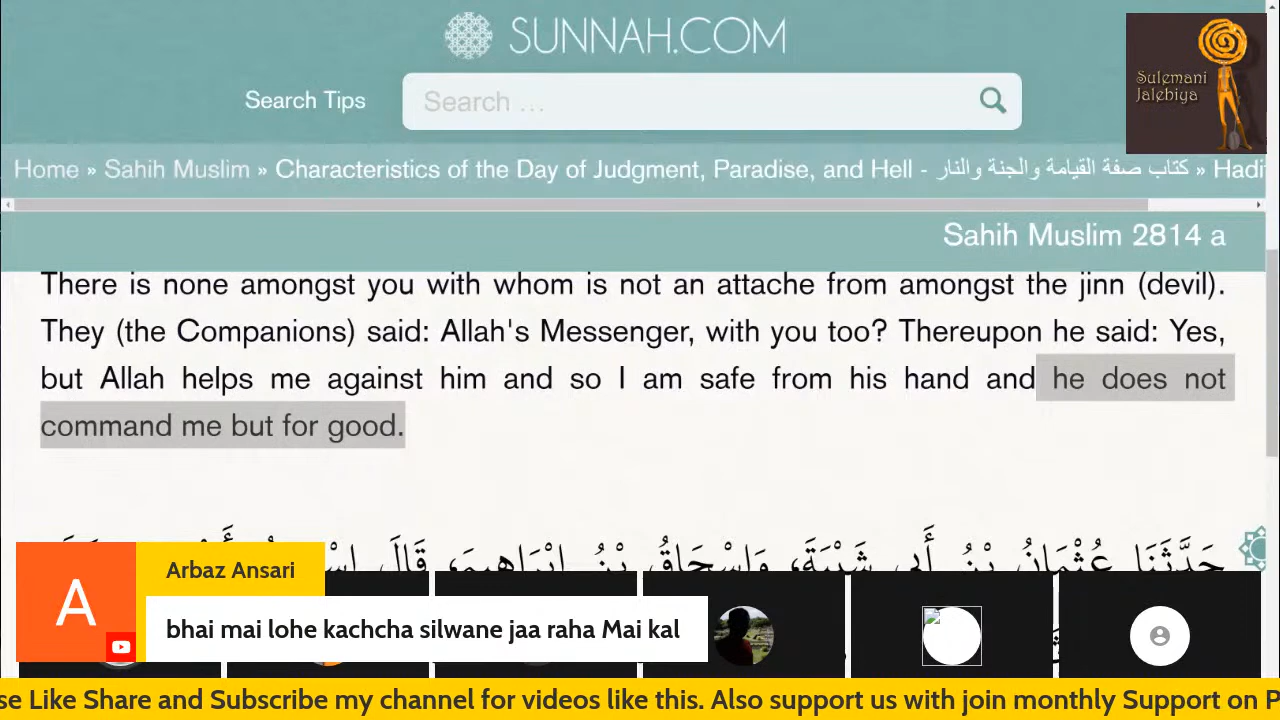 SUNNAH.COM
Sulemani
Jalebiya
Search Tips
Search …
Home » Sahih Muslim » Characteristics of the Day of Judgment, Paradise, and Hell - كتاب صفة القيامة والجنة والنار » Hadi
Sahih Muslim 2814 a
There is none amongst you with whom is not an attache from amongst the jinn (devil).
They (the Companions) said: Allah's Messenger, with you too? Thereupon he said: Yes,
but Allah helps me against him and so I am safe from his hand and he does not
command me but for good.
حَدَّثَنَا عُثْمَانُ بْنُ أَبِي شَيْبَةَ، وَإِسْحَاقُ بْنُ إِبْرَاهِيمَ، قَالَ
Arbaz Ansari
A
bhai mai lohe kachcha silwane jaa raha Mai kal
se Like Share and Subscribe my channel for videos like this. Also support us with join monthly Support on P